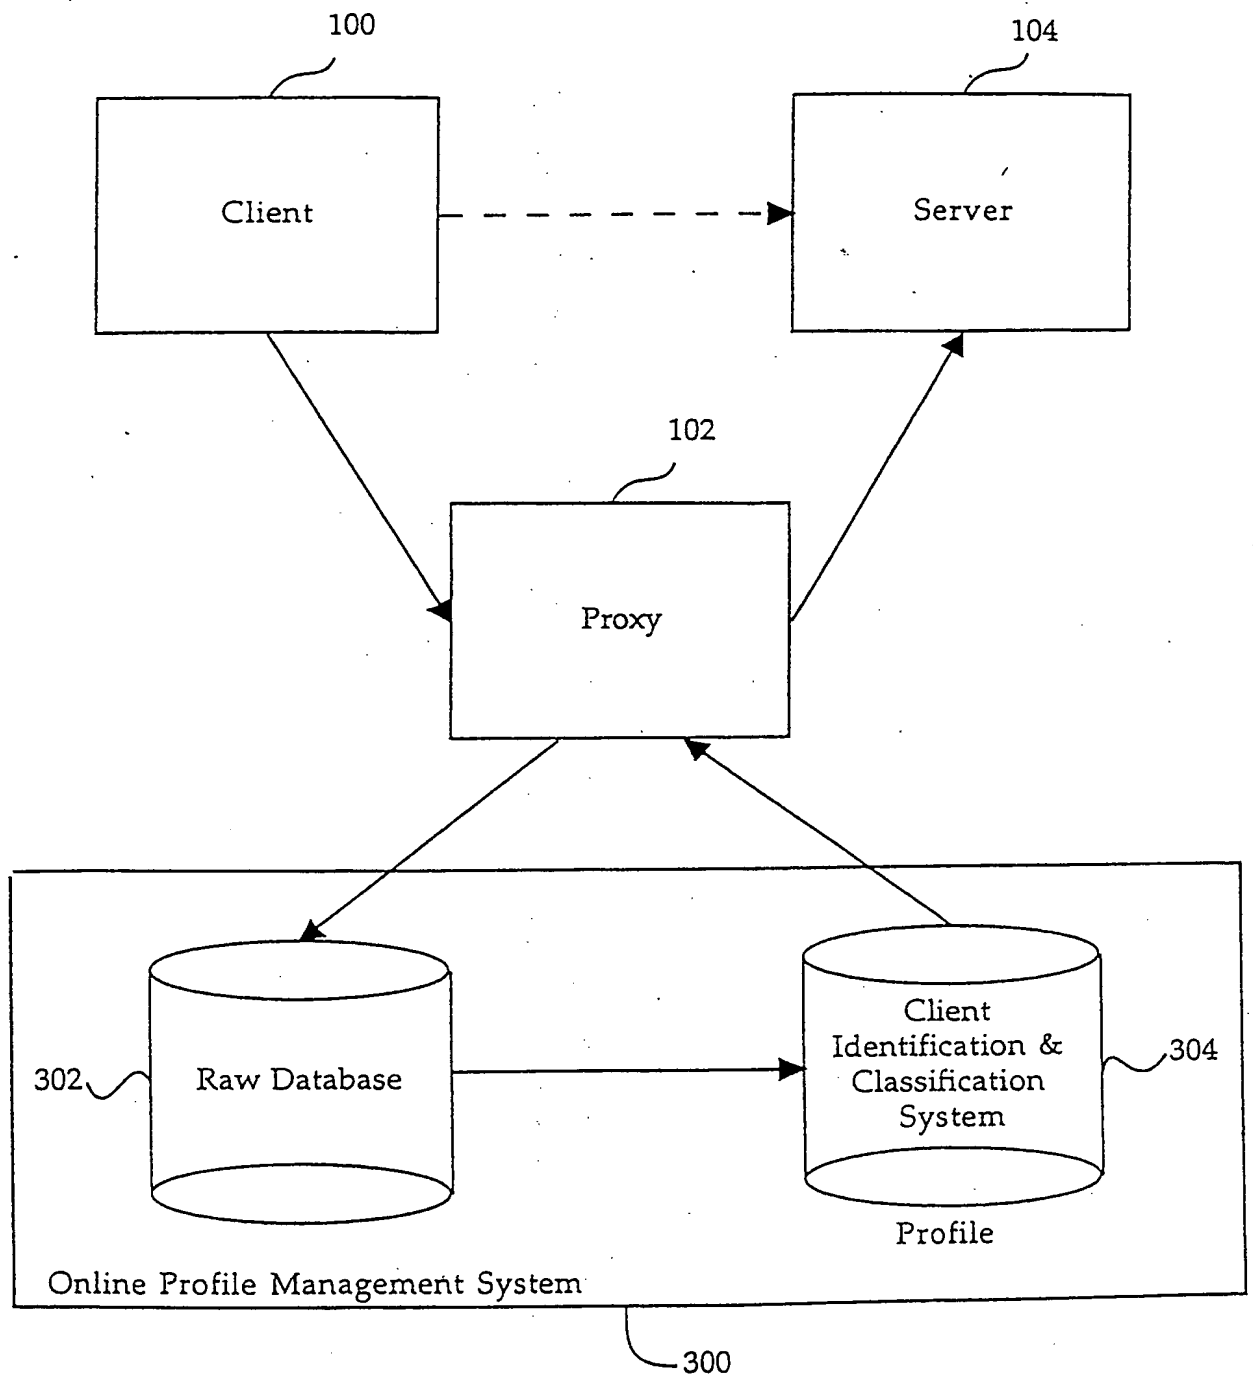 100
104
Client
Server
102
Proxy
Client
Identification &
Classification
System
302
Raw Database
304
Profile
Online Profile Management System
300